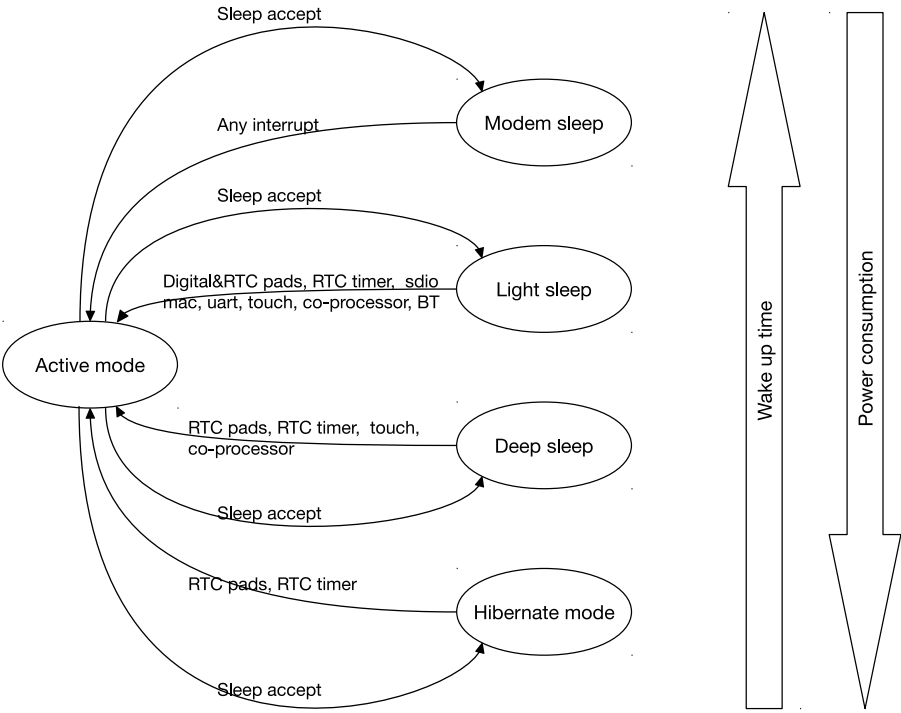 Sleep accept
Modem sleep
Any interrupt
Sleep accept
Digital&RTC pads, RTC timer, sdio
mac, uart, touch, co-processor, BT
Light sleep
Active mode
RTC pads, RTC timer, touch,
co-processor
Deep sleep
Sleep accept
RTC pads, RTC timer
Hibernate mode
Sleep accept
Wake up time
Power consumption